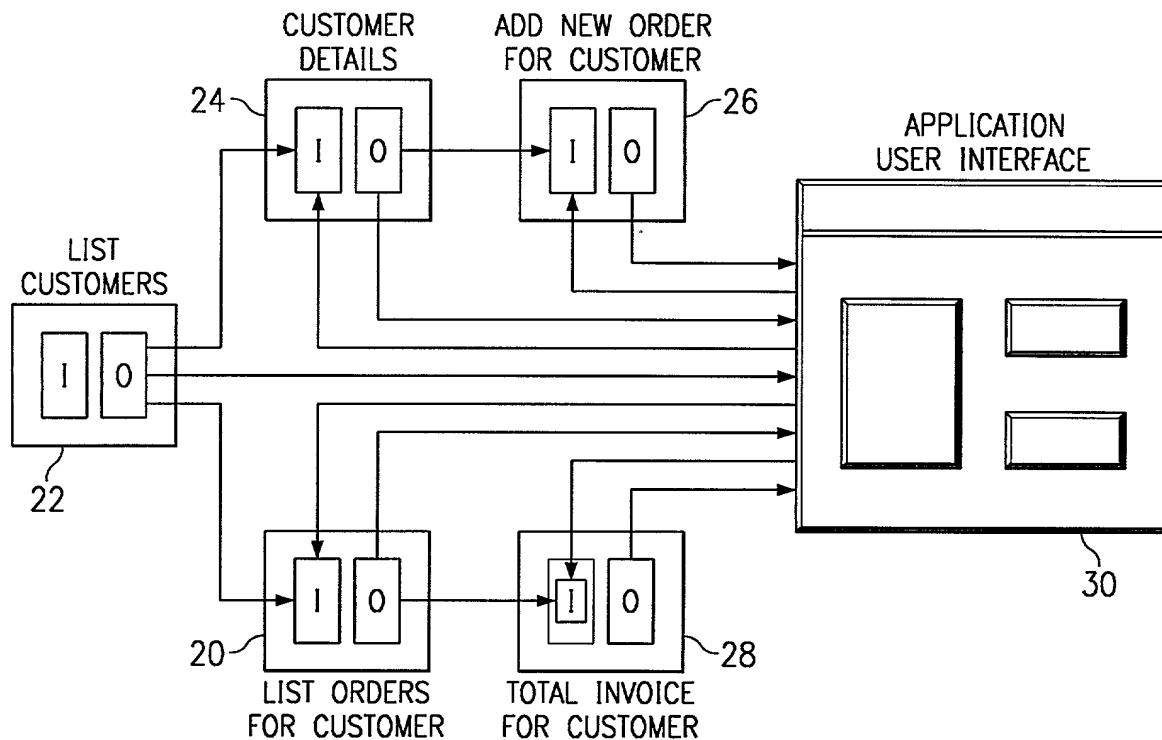 CUSTOMER
DETAILS
ADD NEW ORDER
FOR CUSTOMER
24
26
I
O
I
O
APPLICATION
USER INTERFACE
LIST
CUSTOMERS
I
O
22
30
I
O
I
O
20
28
LIST ORDERS
FOR CUSTOMER
TOTAL INVOICE
FOR CUSTOMER